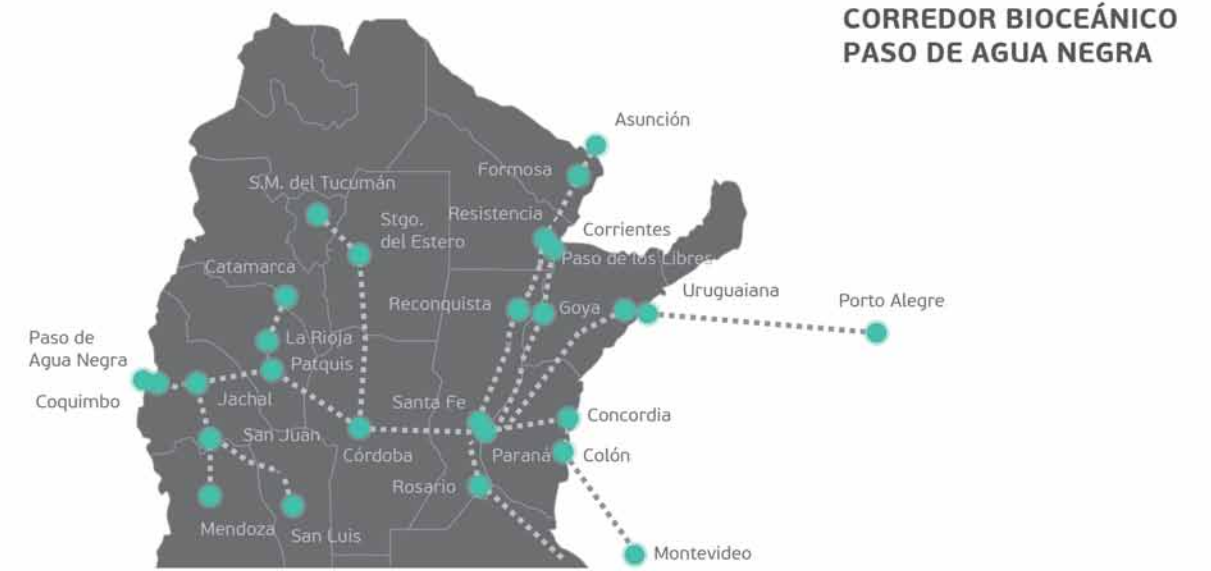 CORREDOR BIOCEÁNICO
PASO DE AGUA NEGRA
Asunción
Formosa
S.M. del Tucumán
Resistencia
Stgo.
del Estero
Corrientes
Paso de los Libres
Catamarca
Uruguaiana
Porto Alegre
Reconquista
Goya
Paso de
Agua Negra
La Rioja
Patquis
Coquimbo
Jachal
Santa Fe
Concordia
San Juan
Córdoba
Paraná
Colón
Rosario
Mendoza
San Luis
Montevideo